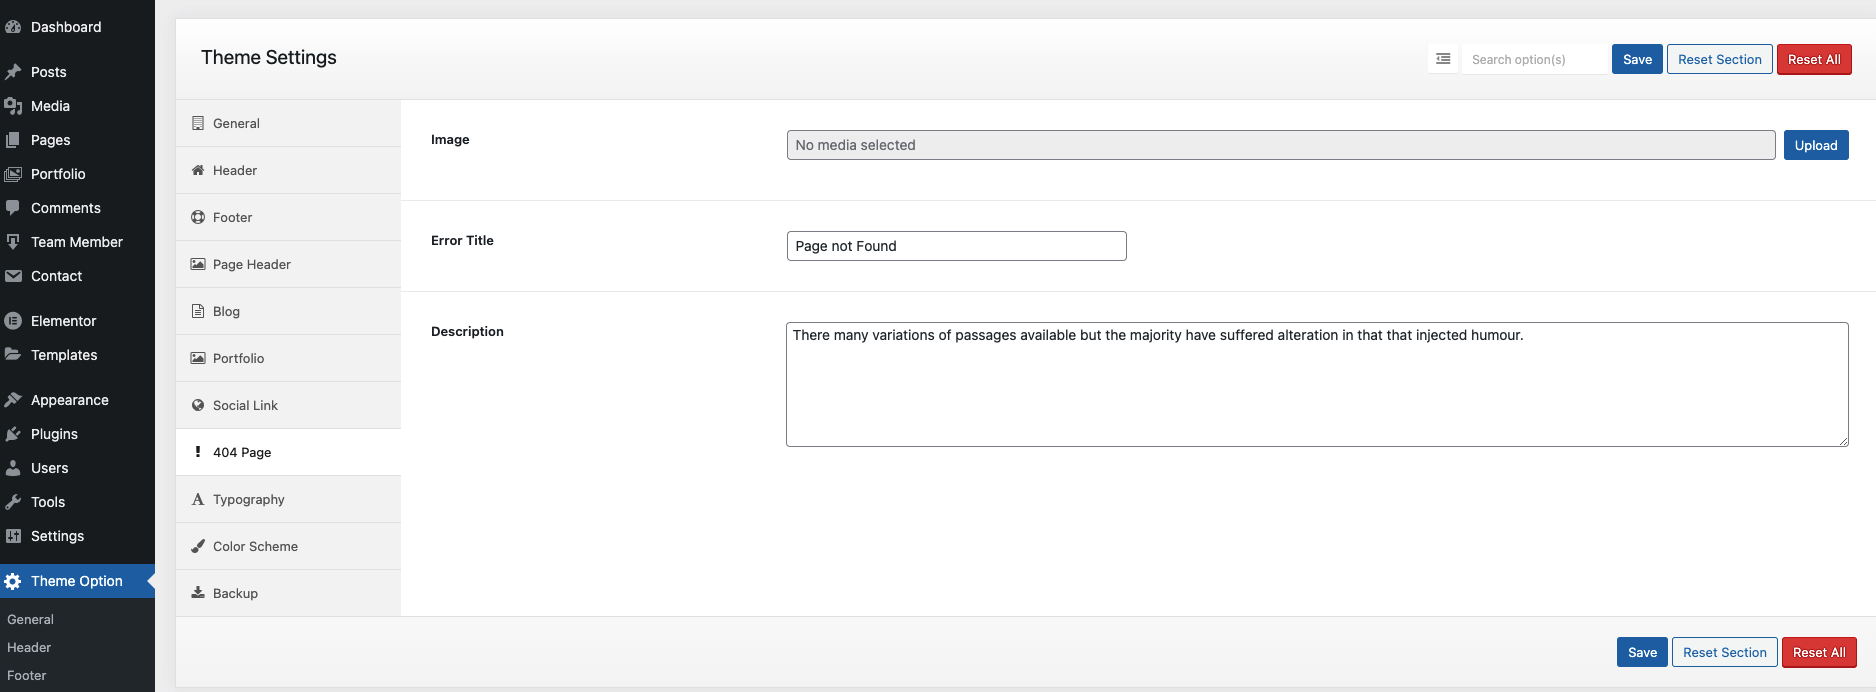 Dashboard
Posts
Media
Pages
Portfolio
Comments
Team Member
Contact
Elementor
Templates
Appearance
Plugins
Users
Tools
Settings
Theme Option
General
Header
Footer
Theme Settings
Search option(s)
Save
Reset Section
Reset All
General
Header
Footer
Page Header
Blog
Portfolio
Social Link
404 Page
Typography
Color Scheme
Backup
Image
No media selected
Upload
Error Title
Page not Found
Description
There many variations of passages available but the majority have suffered alteration in that that injected humour.
Save
Reset Section
Reset All